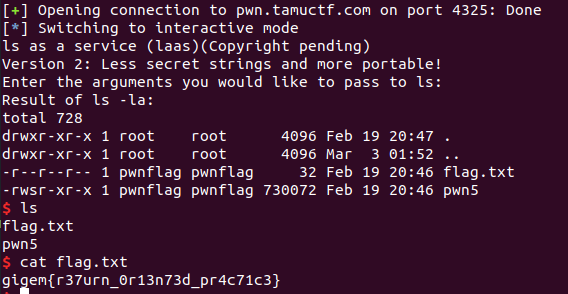 [+] Opening connection to pwn.tamuctf.com on port 4325: Done
[*] Switching to interactive mode
ls as a service (laas)(Copyright pending)
Version 2: Less secret strings and more portable!
Enter the arguments you would like to pass to ls:
Result of ls -la:
total 728
drwxr-xr-x 1 root    root      4096 Feb 19 20:47 .
drwxr-xr-x 1 root    root      4096 Mar  3 01:52 ..
-r--r--r-- 1 pwnflag pwnflag     32 Feb 19 20:46 flag.txt
-rwsr-xr-x 1 pwnflag pwnflag 730072 Feb 19 20:46 pwn5
$ ls
flag.txt
pwn5
$ cat flag.txt
gigem{r37urn_0r13n73d_pr4c71c3}